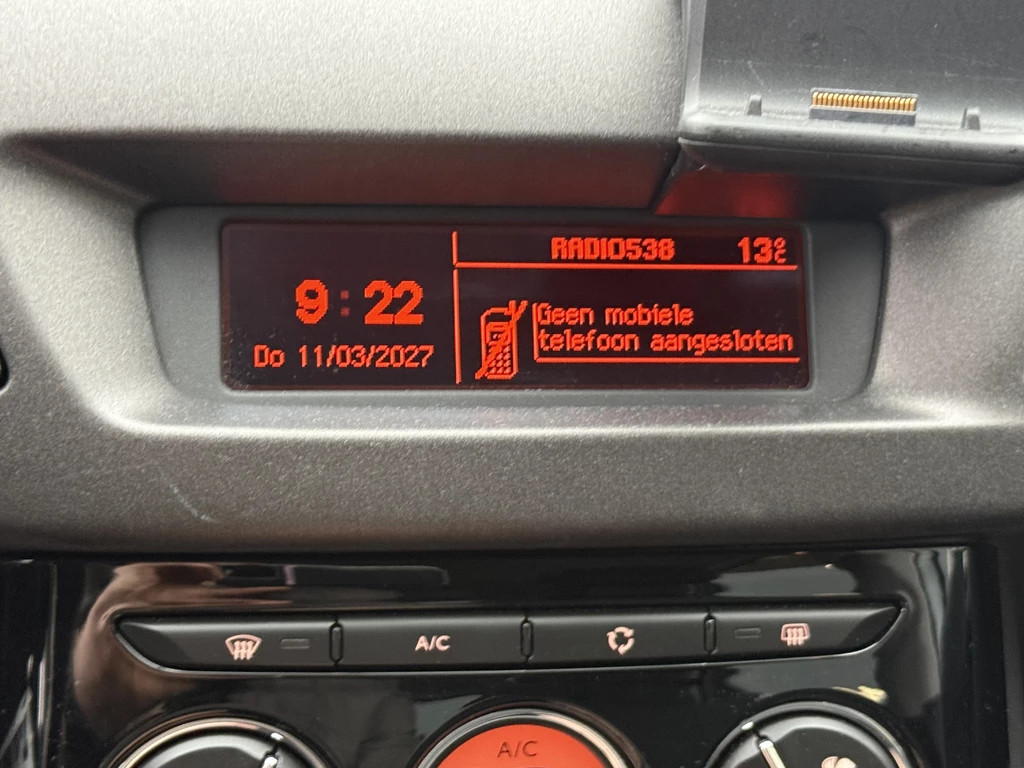 RADIO538 13°C
9:22
Do 11/03/2027
Geen mobiele
telefoon aangesloten
A/C
A/C